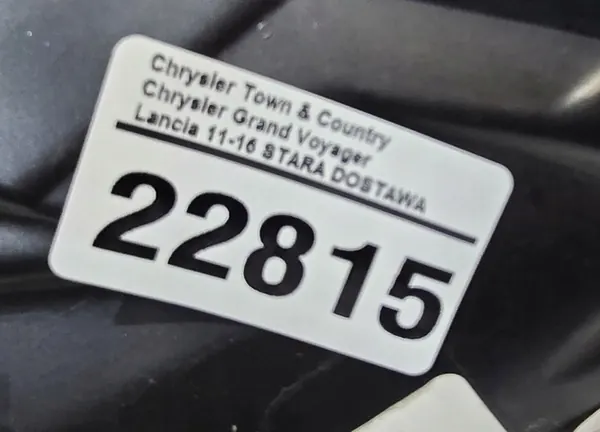 Chrysler Town & Country
Chrysler Grand Voyager
Lancia 11-16 STARA DOSTAWA
22815